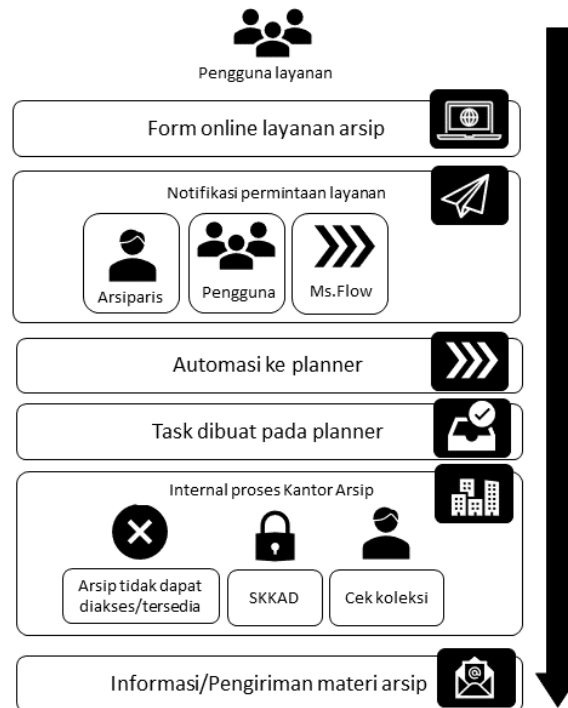 Pengguna layanan
Form online layanan arsip
Notifikasi permintaan layanan
Arsiparis
Pengguna
Ms.Flow
Automasi ke planner
Task dibuat pada planner
Internal proses Kantor Arsip
Arsip tidak dapat
diakses/tersedia
SKKAD
Cek koleksi
Informasi/Pengiriman materi arsip
@